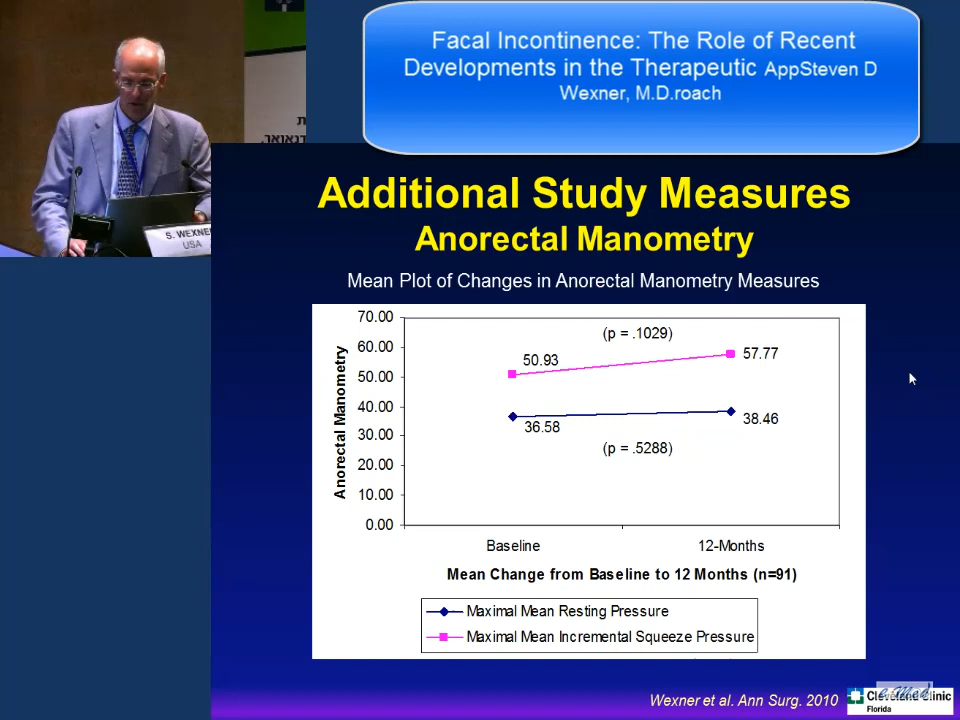 Facal Incontinence: The Role of Recent
Developments in the Therapeutic AppSteven D
Wexner, M.D.roach
S. WEXNER
USA
Additional Study Measures
Anorectal Manometry
Mean Plot of Changes in Anorectal Manometry Measures
70.00
60.00
50.00
40.00
30.00
20.00
10.00
0.00
Anorectal Manometry
(p = .1029)
50.93
57.77
36.58
38.46
(p = .5288)
Baseline
12-Months
Mean Change from Baseline to 12 Months (n=91)
Maximal Mean Resting Pressure
Maximal Mean Incremental Squeeze Pressure
Wexner et al. Ann Surg. 2010
Cleveland Clinic
Florida